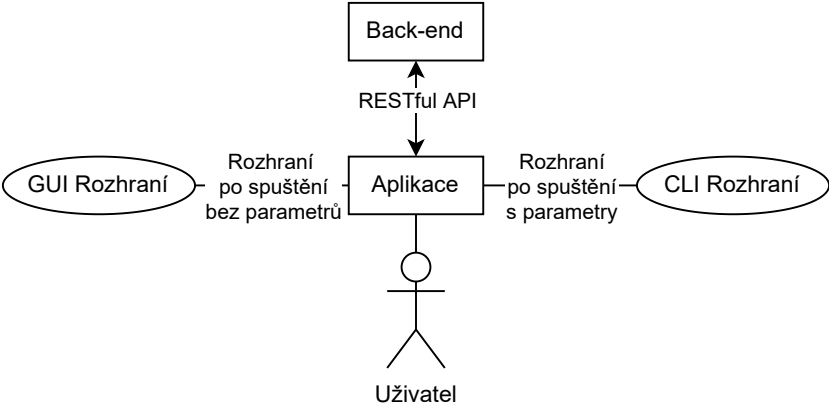 Back-end
RESTful API
GUI Rozhraní
Rozhraní
po spuštění
bez parametrů
Aplikace
Rozhraní
po spuštění
s parametry
CLI Rozhraní
Uživatel